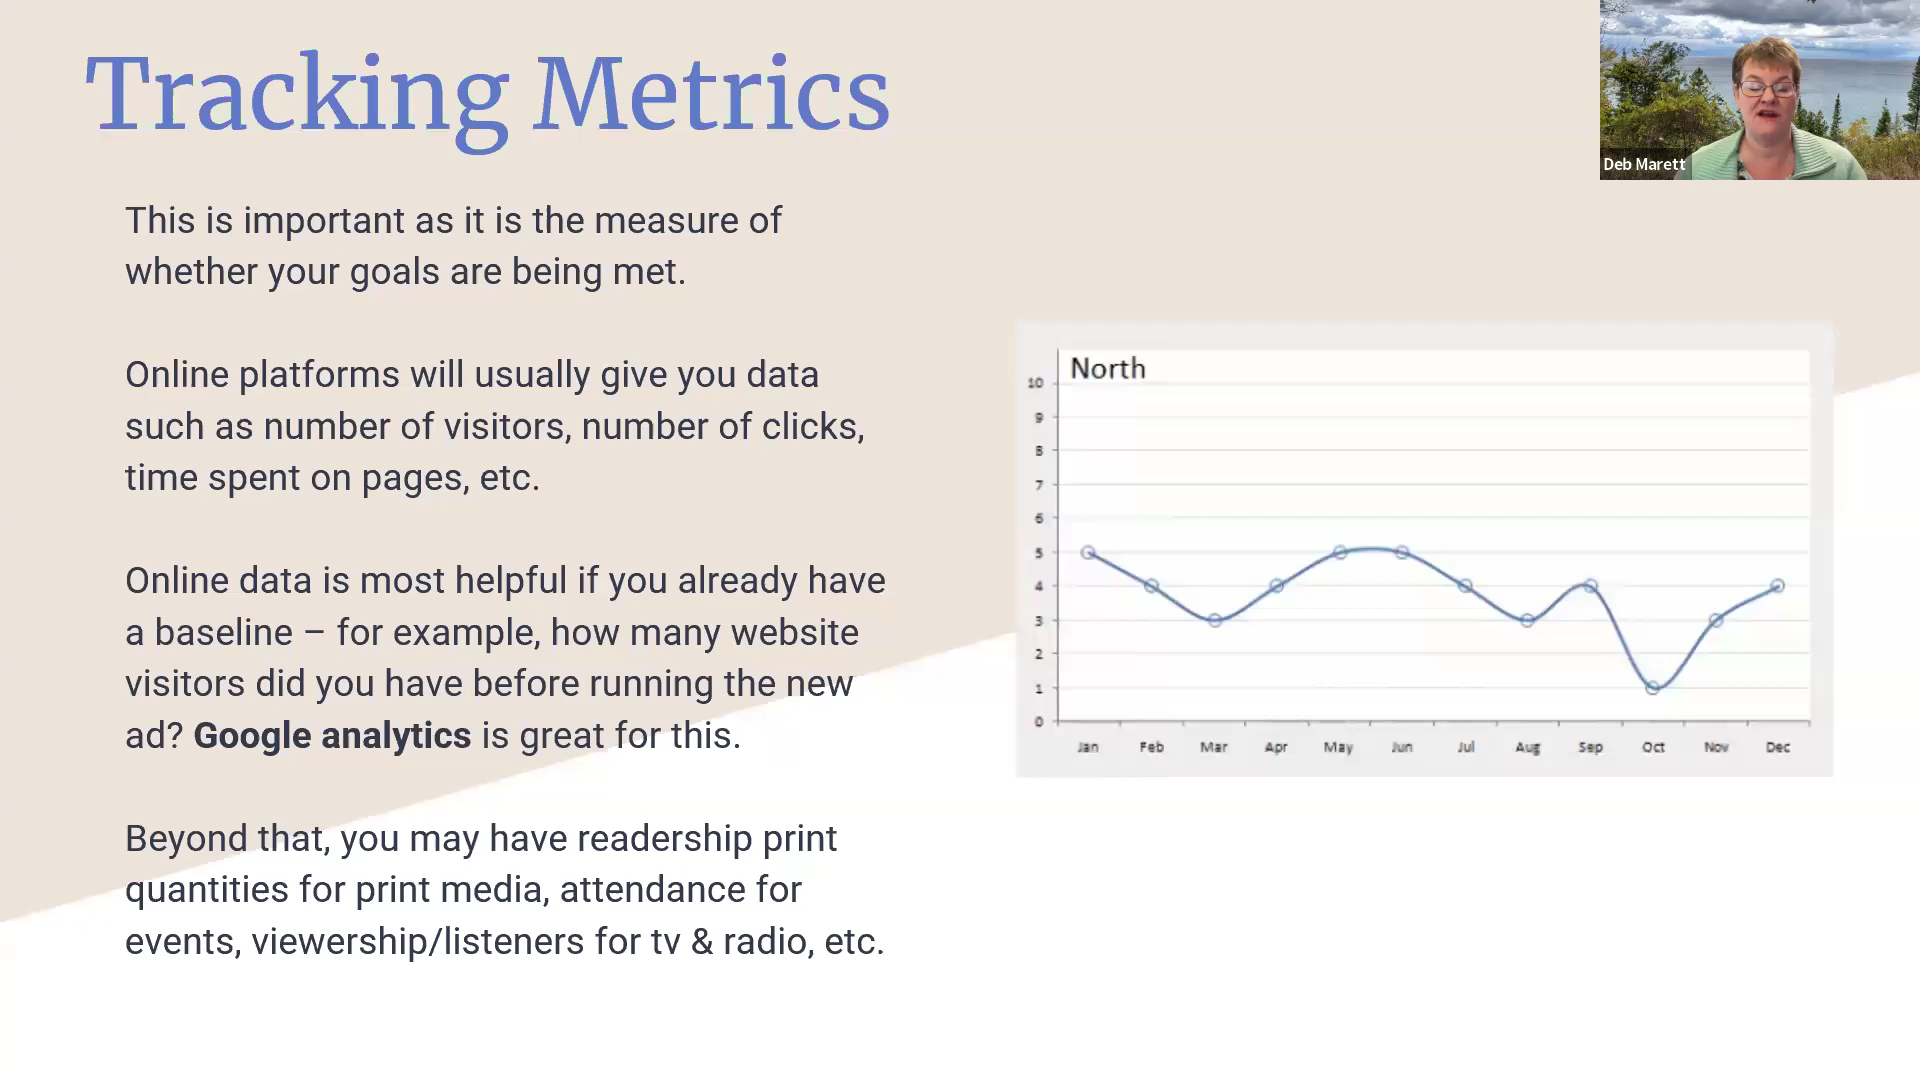 Tracking Metrics
Deb Marett
This is important as it is the measure of
whether your goals are being met.
Online platforms will usually give you data
such as number of visitors, number of clicks,
time spent on pages, etc.
Online data is most helpful if you already have
a baseline – for example, how many website
visitors did you have before running the new
ad? Google analytics is great for this.
Beyond that, you may have readership print
quantities for print media, attendance for
events, viewership/listeners for tv & radio, etc.
North
10
9
8
7
6
5
4
3
2
1
0
Jan Feb Mar Apr May Jun Jul Aug Sep Oct Nov Dec